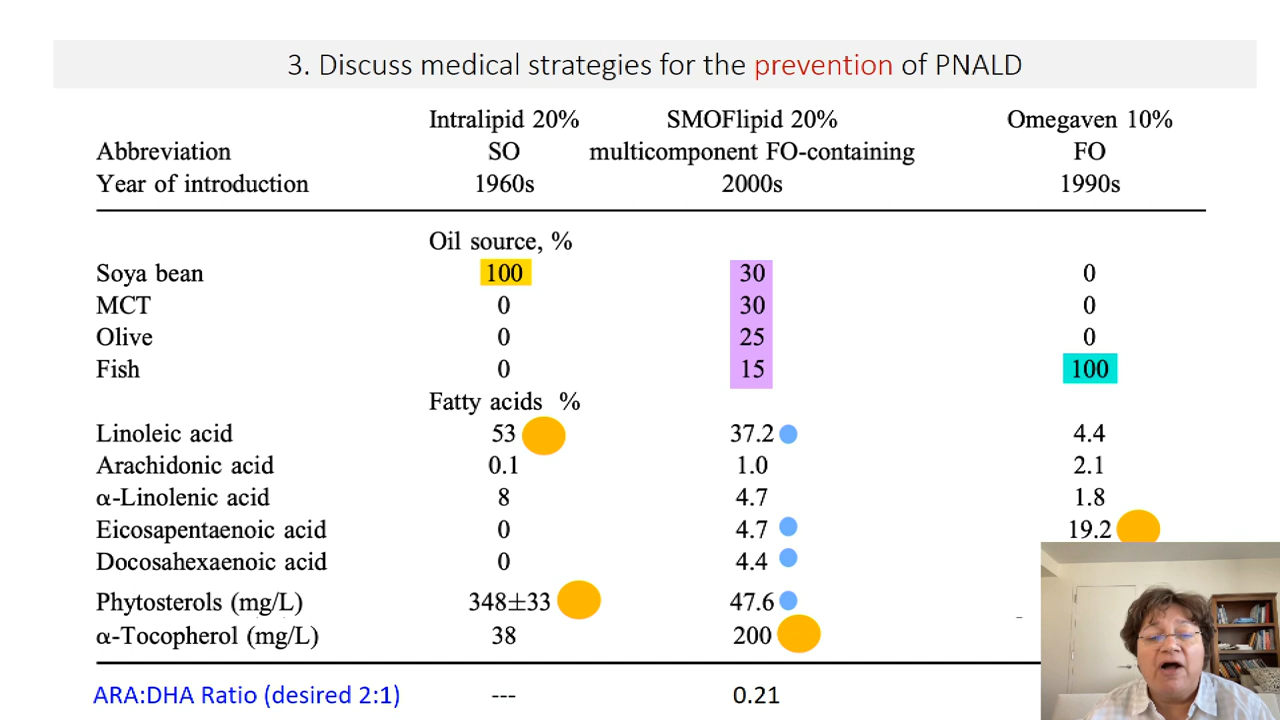 3. Discuss medical strategies for the prevention of PNALD
Intralipid 20% SMOFlipid 20% Omegaven 10%
Abbreviation SO multicomponent FO-containing FO
Year of introduction 1960s 2000s 1990s
Oil source, %
Soya bean 100 30 0
MCT 0 30 0
Olive 0 25 0
Fish 0 15 100
Fatty acids %
Linoleic acid 53 37.2 4.4
Arachidonic acid 0.1 1.0 2.1
α-Linolenic acid 8 4.7 1.8
Eicosapentaenoic acid 0 4.7 19.2
Docosahexaenoic acid 0 4.4
Phytosterols (mg/L) 348±33 47.6
α-Tocopherol (mg/L) 38 200
ARA:DHA Ratio (desired 2:1) --- 0.21